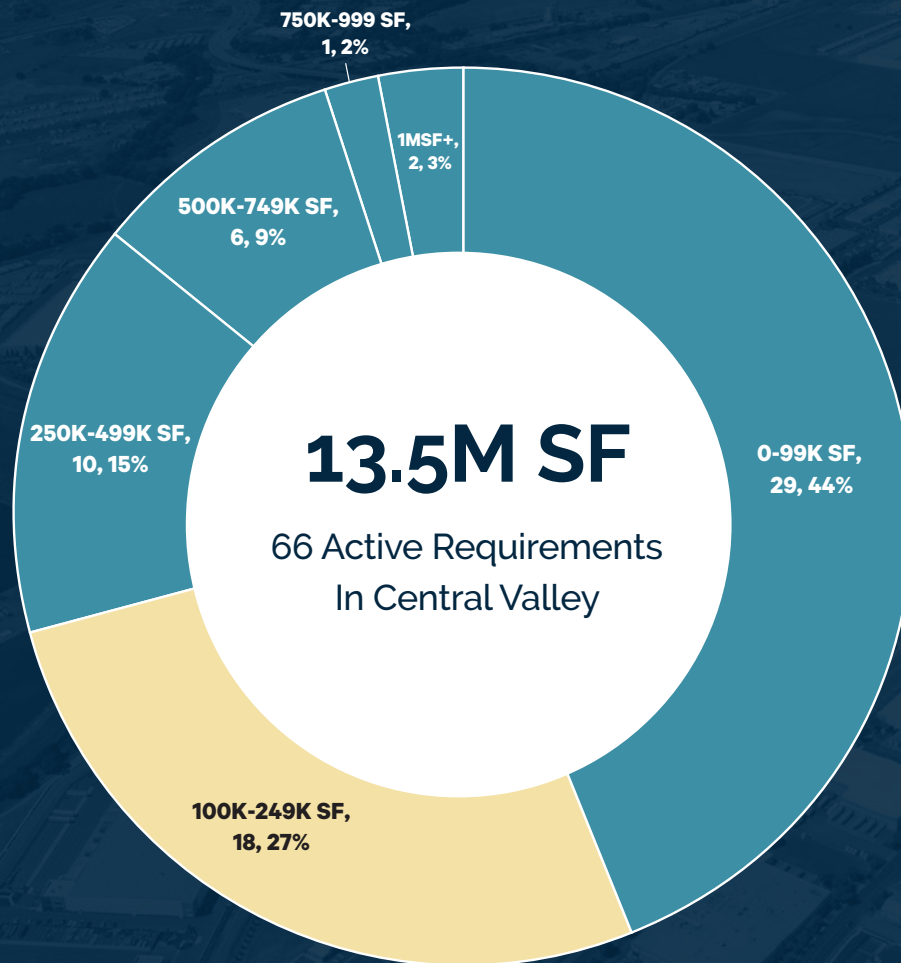 750K-999 SF,
1, 2%
1MSF+,
2, 3%
500K-749K SF,
6, 9%
250K-499K SF,
10, 15%
0-99K SF,
29, 44%
13.5M SF
66 Active Requirements
In Central Valley
100K-249K SF,
18, 27%